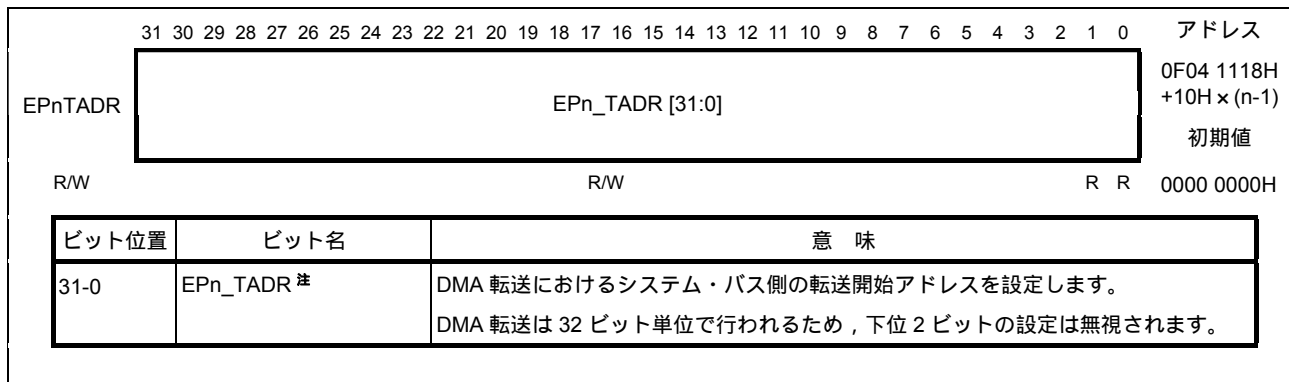 31 30 29 28 27 26 25 24 23 22 21 20 19 18 17 16 15 14 13 12 11 10 9 8 7 6 5 4 3 2 1 0 アドレス
EPnTADR EPn_TADR [31:0] 0F04 1118H
+10H × (n-1)
初期値
R/W R/W R R 0000 0000H
ビット位置 ビット名 意 味
31-0 EPn_TADR 注 DMA 転送におけるシステム・バス側の転送開始アドレスを設定します。
DMA 転送は 32 ビット単位で行われるため，下位 2 ビットの設定は無視されます。